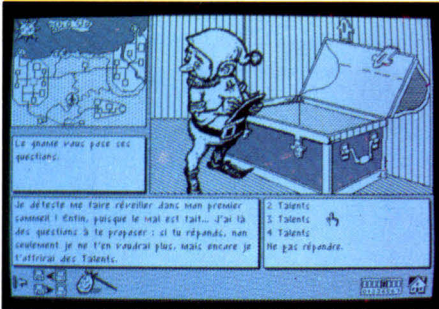 Le gnome vous pose ses
questions.
Je déteste me faire réveiller dans mon premier
sommeil ! Enfin, puisque le mal est fait... J'ai là
des questions à te proposer : si tu réponds, non
seulement je ne t'en voudrai plus, mais encore je
t'offrirai des Talents.
2 Talents
3 Talents
4 Talents
Ne pas répondre.